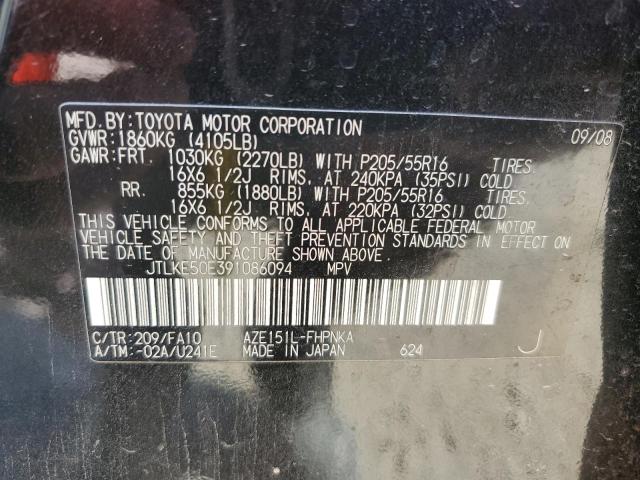 MFD.BY:TOYOTA MOTOR CORPORATION 09/08
GVWR:1860KG (4105LB)
GAWR:FRT. 1030KG (2270LB) WITH P205/55R16 TIRES.
16X6 1/2J RIMS, AT 240KPA (35PSI) COLD
RR. 855KG (1880LB) WITH P205/55R16 TIRES.
16X6 1/2J RIMS, AT 220KPA (32PSI) COLD
THIS VEHICLE CONFORMS TO ALL APPLICABLE FEDERAL MOTOR
VEHICLE SAFETY AND THEFT PREVENTION STANDARDS IN EFFECT ON
THE DATE OF MANUFACTURE SHOWN ABOVE.
JTLKE50E391086094 MPV
C/TR:209/FA10 AZE151L-FHPNKA J
A/TM:-02A/U241E MADE IN JAPAN 624